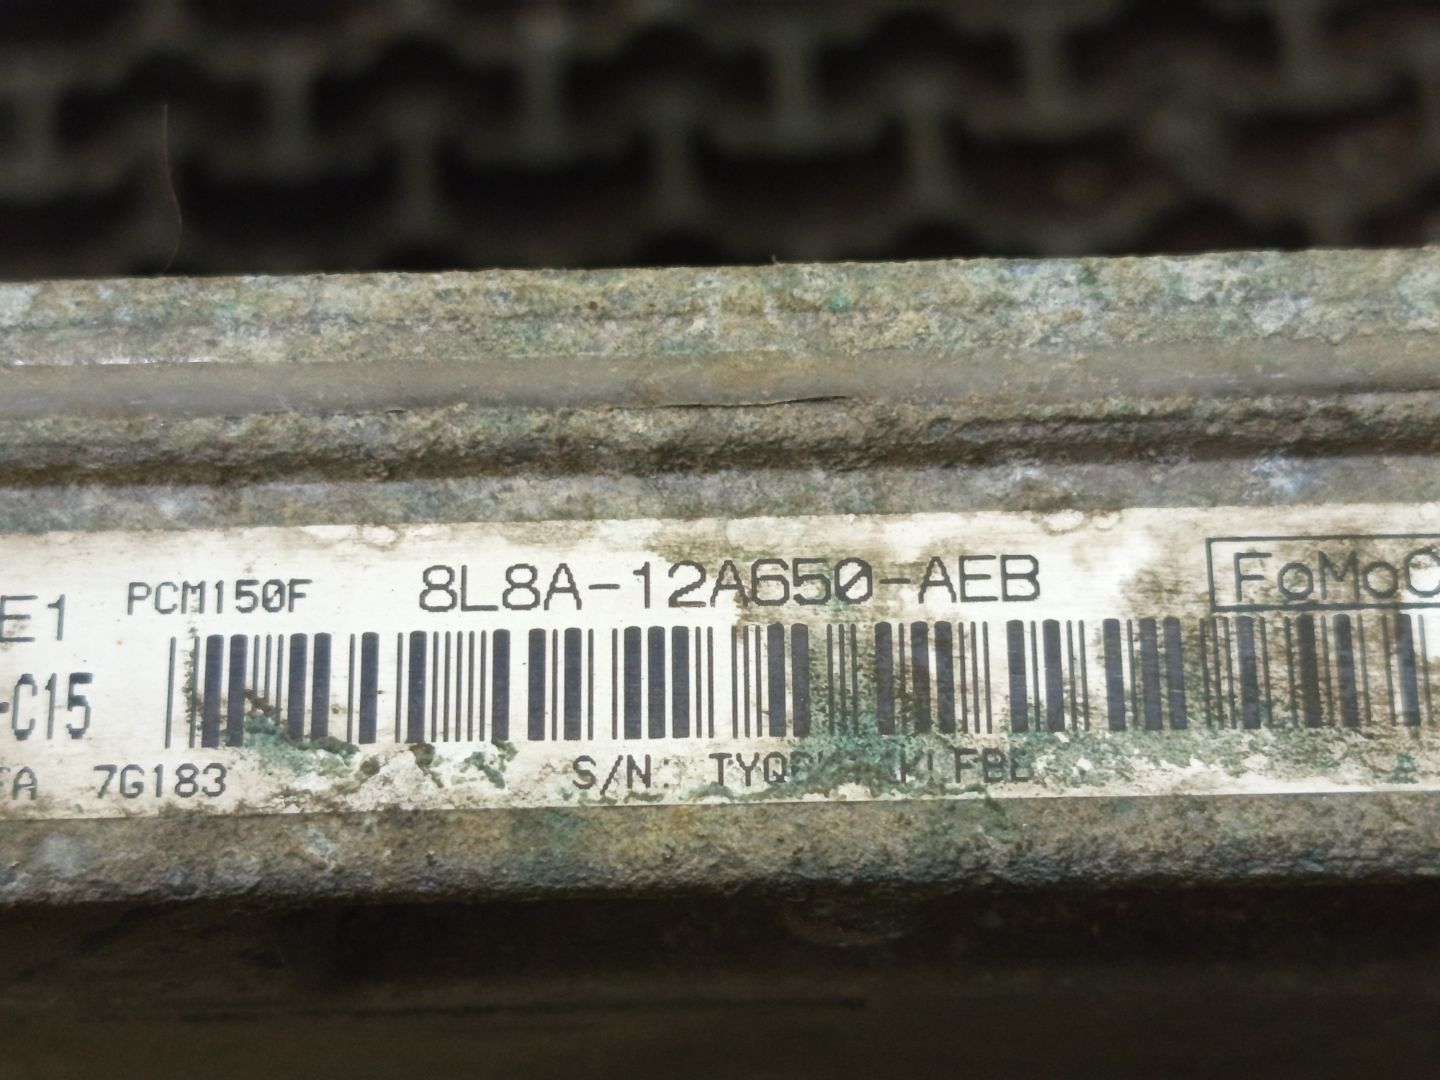 E1 PCM150F 8L8A-12A650-AEB FoMoC
-C15
FA 7G183 S/N: